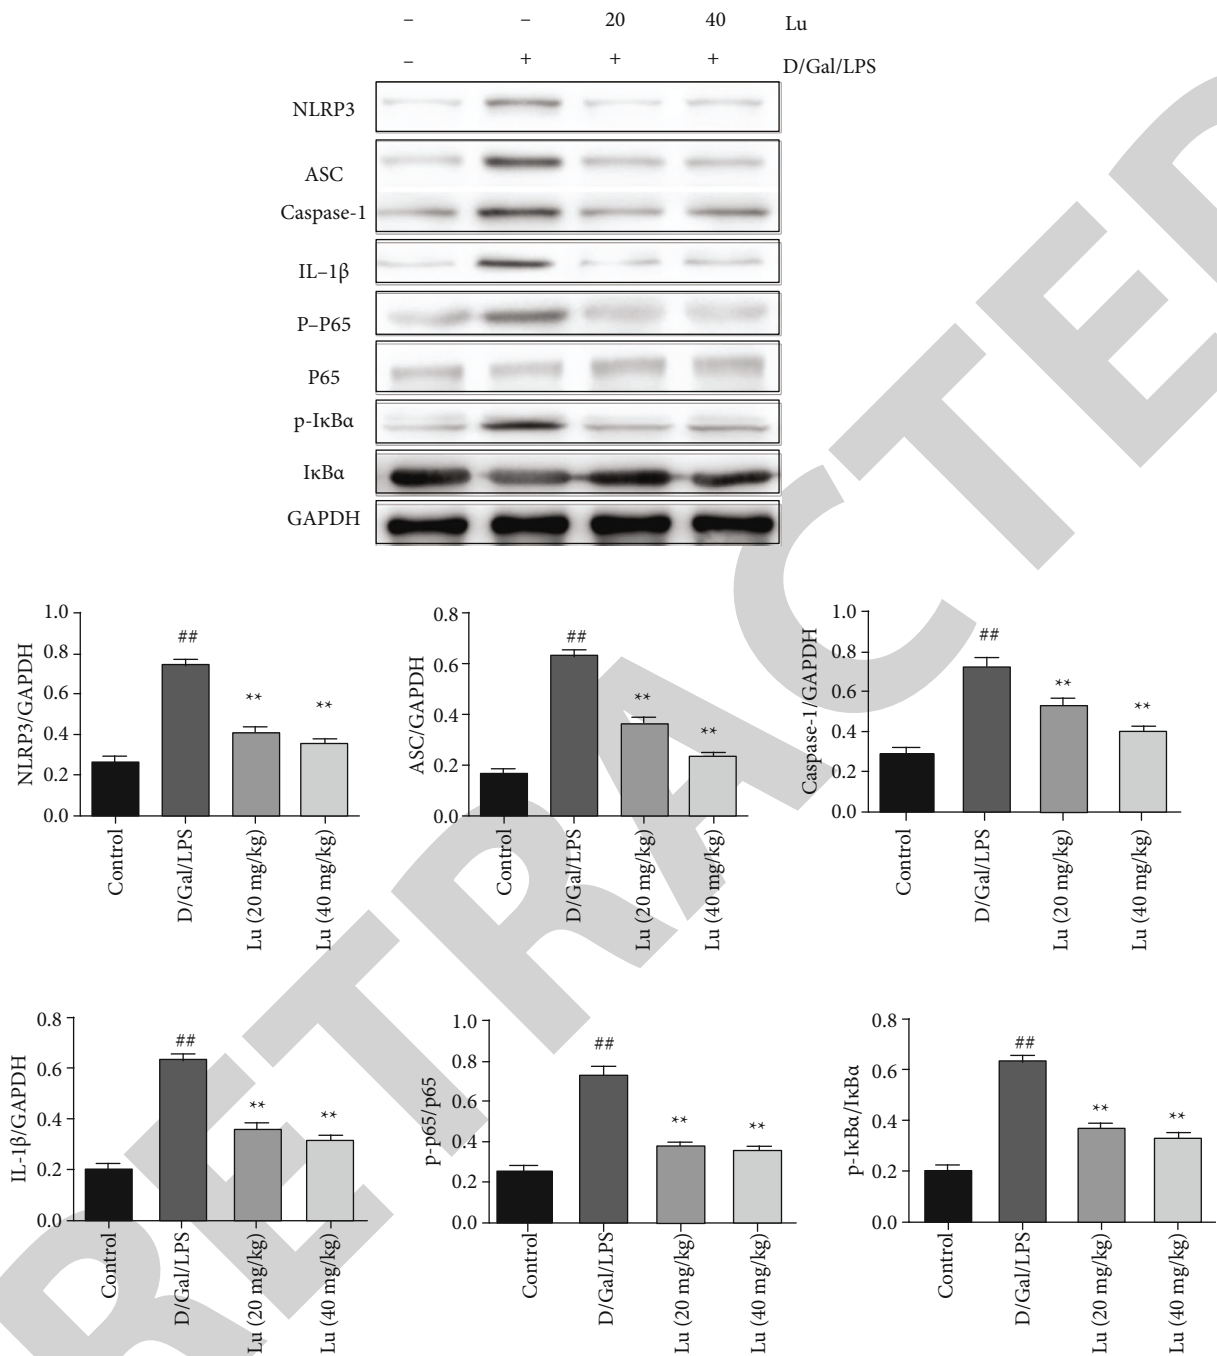 – – 20 40 Lu
– + + + D/Gal/LPS
NLRP3
ASC
Caspase-1
IL–1β
P–P65
P65
p-IκBα
IκBα
GAPDH
NLRP3/GAPDH
1.0
0.8
0.6
0.4
0.2
0.0
##
**
**
Control
D/Gal/LPS
Lu (20 mg/kg)
Lu (40 mg/kg)
ASC/GAPDH
0.8
0.6
0.4
0.2
0.0
##
**
**
Control
D/Gal/LPS
Lu (20 mg/kg)
Lu (40 mg/kg)
Caspase-1/GAPDH
1.0
0.8
0.6
0.4
0.2
0.0
##
**
**
Control
D/Gal/LPS
Lu (20 mg/kg)
Lu (40 mg/kg)
IL-1β/GAPDH
0.8
0.6
0.4
0.2
0.0
##
**
**
Control
D/Gal/LPS
Lu (20 mg/kg)
Lu (40 mg/kg)
p-p65/p65
1.0
0.8
0.6
0.4
0.2
0.0
##
**
**
Control
D/Gal/LPS
Lu (20 mg/kg)
Lu (40 mg/kg)
p-IκBα/IκBα
0.8
0.6
0.4
0.2
0.0
##
**
**
Control
D/Gal/LPS
Lu (20 mg/kg)
Lu (40 mg/kg)
RETRACTED